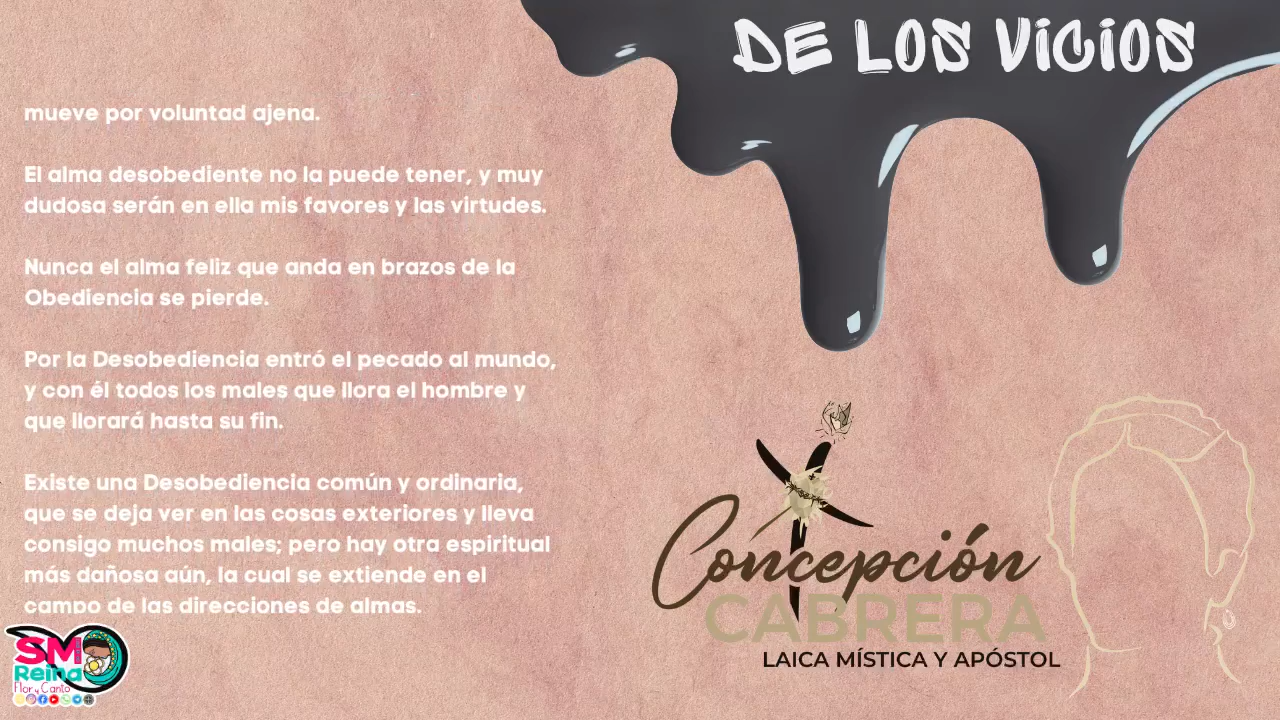 DE LOS VICIOS
mueve por voluntad ajena.
El alma desobediente no la puede tener, y muy
dudosa serán en ella mis favores y las virtudes.
Nunca el alma feliz que anda en brazos de la
Obediencia se pierde.
Por la Desobediencia entró el pecado al mundo,
y con él todos los males que llora el hombre y
que llorará hasta su fin.
Existe una Desobediencia común y ordinaria,
que se deja ver en las cosas exteriores y lleva
consigo muchos males; pero hay otra espiritual
más dañosa aún, la cual se extiende en el
campo de las direcciones de almas.
Concepción
CABRERA
LAICA MÍSTICA Y APÓSTOL
SM
Reina
Flor y Canto